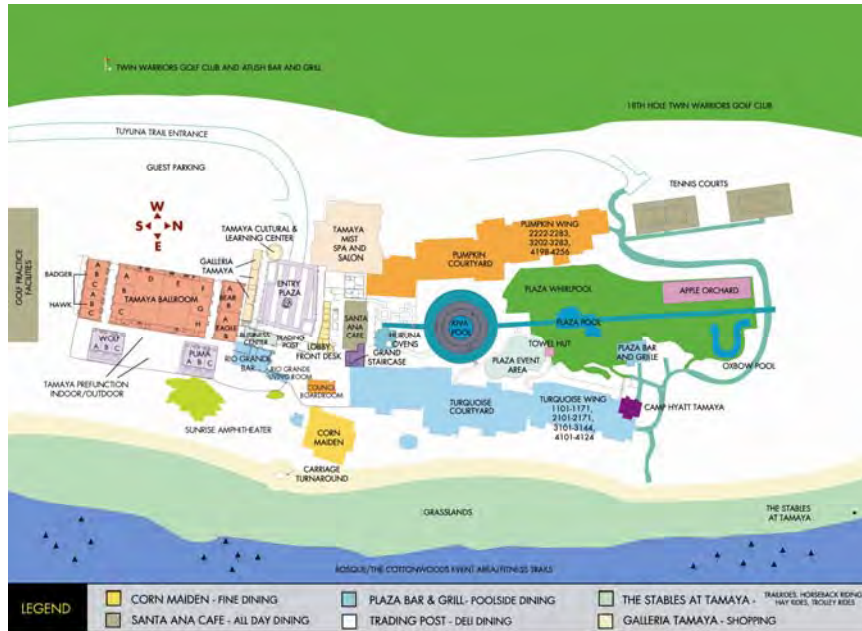 TWIN WARRIORS GOLF CLUB AND ATUSH BAR AND GRILL
18TH HOLE TWIN WARRIORS GOLF CLUB
TUYUNA TRAIL ENTRANCE
GUEST PARKING
W
S
N
E
TENNIS COURTS
TAMAYA CULTURAL &
LEARNING CENTER
TAMAYA
MIST
SPA AND
SALON
PUMPKIN WING
2222-2283,
3202-3283,
4198-4256
PUMPKIN
COURTYARD
GOLF PRACTICE
FACILITIES
GALLERIA
TAMAYA
ENTRY
PLAZA
BADGER
HAWK
A
B
C
A
B
C
A
B
C
D
E
F
G
H
TAMAYA BALLROOM
A
BEAR
B
A
EAGLE
B
PLAZA WHIRLPOOL
APPLE ORCHARD
KIVA
POOL
PLAZA POOL
SANTA
ANA
CAFE
HURUNA
OVENS
TOWEL HUT
PLAZA BAR
AND GRILLE
OXBOW POOL
BUSINESS
CENTER
TRADING
POST
LOBBY
FRONT DESK
GRAND
STAIRCASE
PLAZA EVENT
AREA
WOLF
A B C
PUMA
A B C
RIO GRANDE
BAR
RIO GRANDE
LIVING ROOM
COUNCIL
BOARDROOM
TAMAYA PREFUNCTION
INDOOR/OUTDOOR
TURQUOISE
COURTYARD
TURQUOISE WING
1101-1171,
2101-2171,
3101-3144,
4101-4124
CAMP HYATT TAMAYA
SUNRISE AMPHITHEATER
CORN
MAIDEN
CARRIAGE
TURNAROUND
GRASSLANDS
THE STABLES
AT TAMAYA
BOSQUE/THE COTTONWOODS EVENT AREA/FITNESS TRAILS
LEGEND
CORN MAIDEN - FINE DINING
PLAZA BAR & GRILL - POOLSIDE DINING
THE STABLES AT TAMAYA - TRAILRIDES, HORSEBACK RIDING
HAY RIDES, TROLLEY RIDES
SANTA ANA CAFE - ALL DAY DINING
TRADING POST - DELI DINING
GALLERIA TAMAYA - SHOPPING